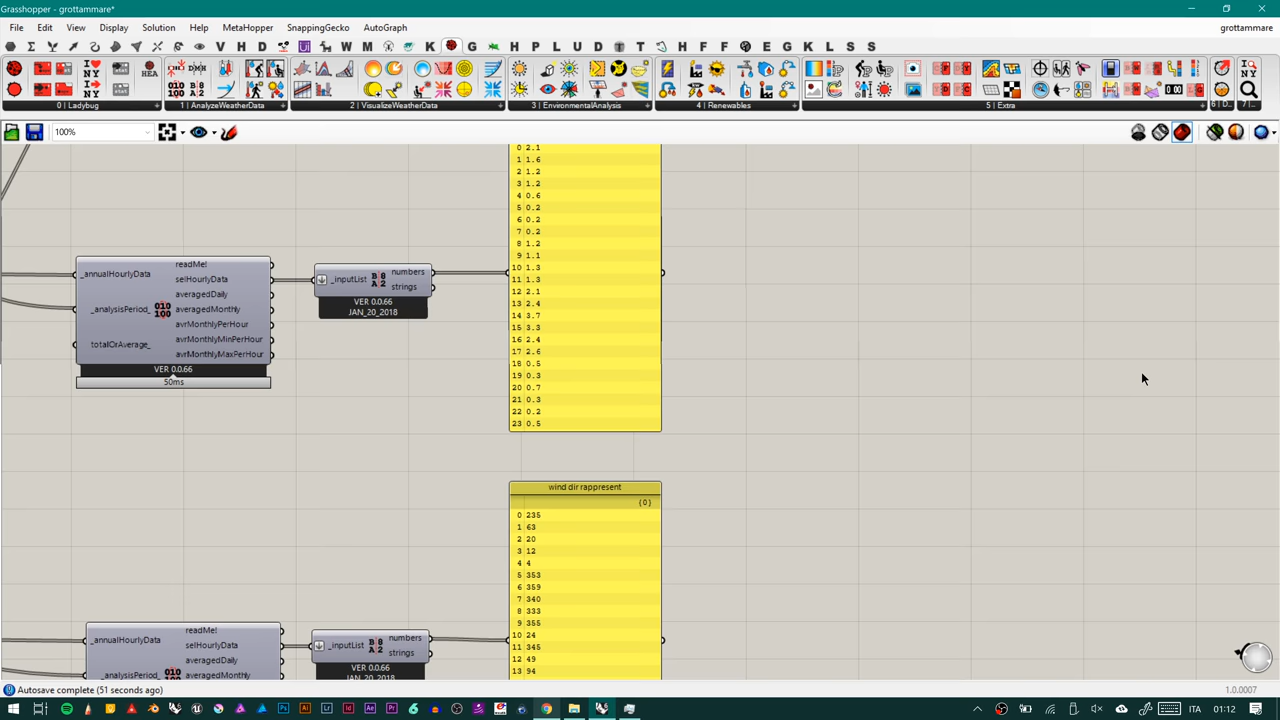 Grasshopper - grottammare*
File Edit View Display Solution Help MetaHopper SnappingGecko AutoGraph
grottammare
0 | Ladybug
1 | AnalyzeWeatherData
2 | VisualizeWeatherData
3 | EnvironmentalAnalysis
4 | Renewables
5 | Extra
6 | D...
7 |...
100%
0 2.1
1 1.6
2 1.2
3 1.2
4 0.6
5 0.2
6 0.2
7 0.2
8 1.2
9 1.1
10 1.3
11 1.3
12 2.1
13 2.4
14 3.7
15 3.3
16 2.4
17 2.6
18 0.5
19 0.3
20 0.7
21 0.3
22 0.2
23 0.5
_annualHourlyData
_analysisPeriod_
totalOrAverage_
readMe!
selHourlyData
averagedDaily
averagedMonthly
avrMonthlyPerHour
avrMonthlyMinPerHour
avrMonthlyMaxPerHour
VER 0.0.66
50ms
_inputList
numbers
strings
VER 0.0.66
JAN_20_2018
wind dir rappresent
{0}
0 235
1 63
2 20
3 12
4 4
5 353
6 359
7 340
8 333
9 355
10 24
11 345
12 49
13 94
_annualHourlyData
_analysisPeriod_
readMe!
selHourlyData
averagedDaily
averagedMonthly
_inputList
numbers
strings
VER 0.0.66
JAN_20_2018
Autosave complete (51 seconds ago)
1.0.0007
ITA
01:12